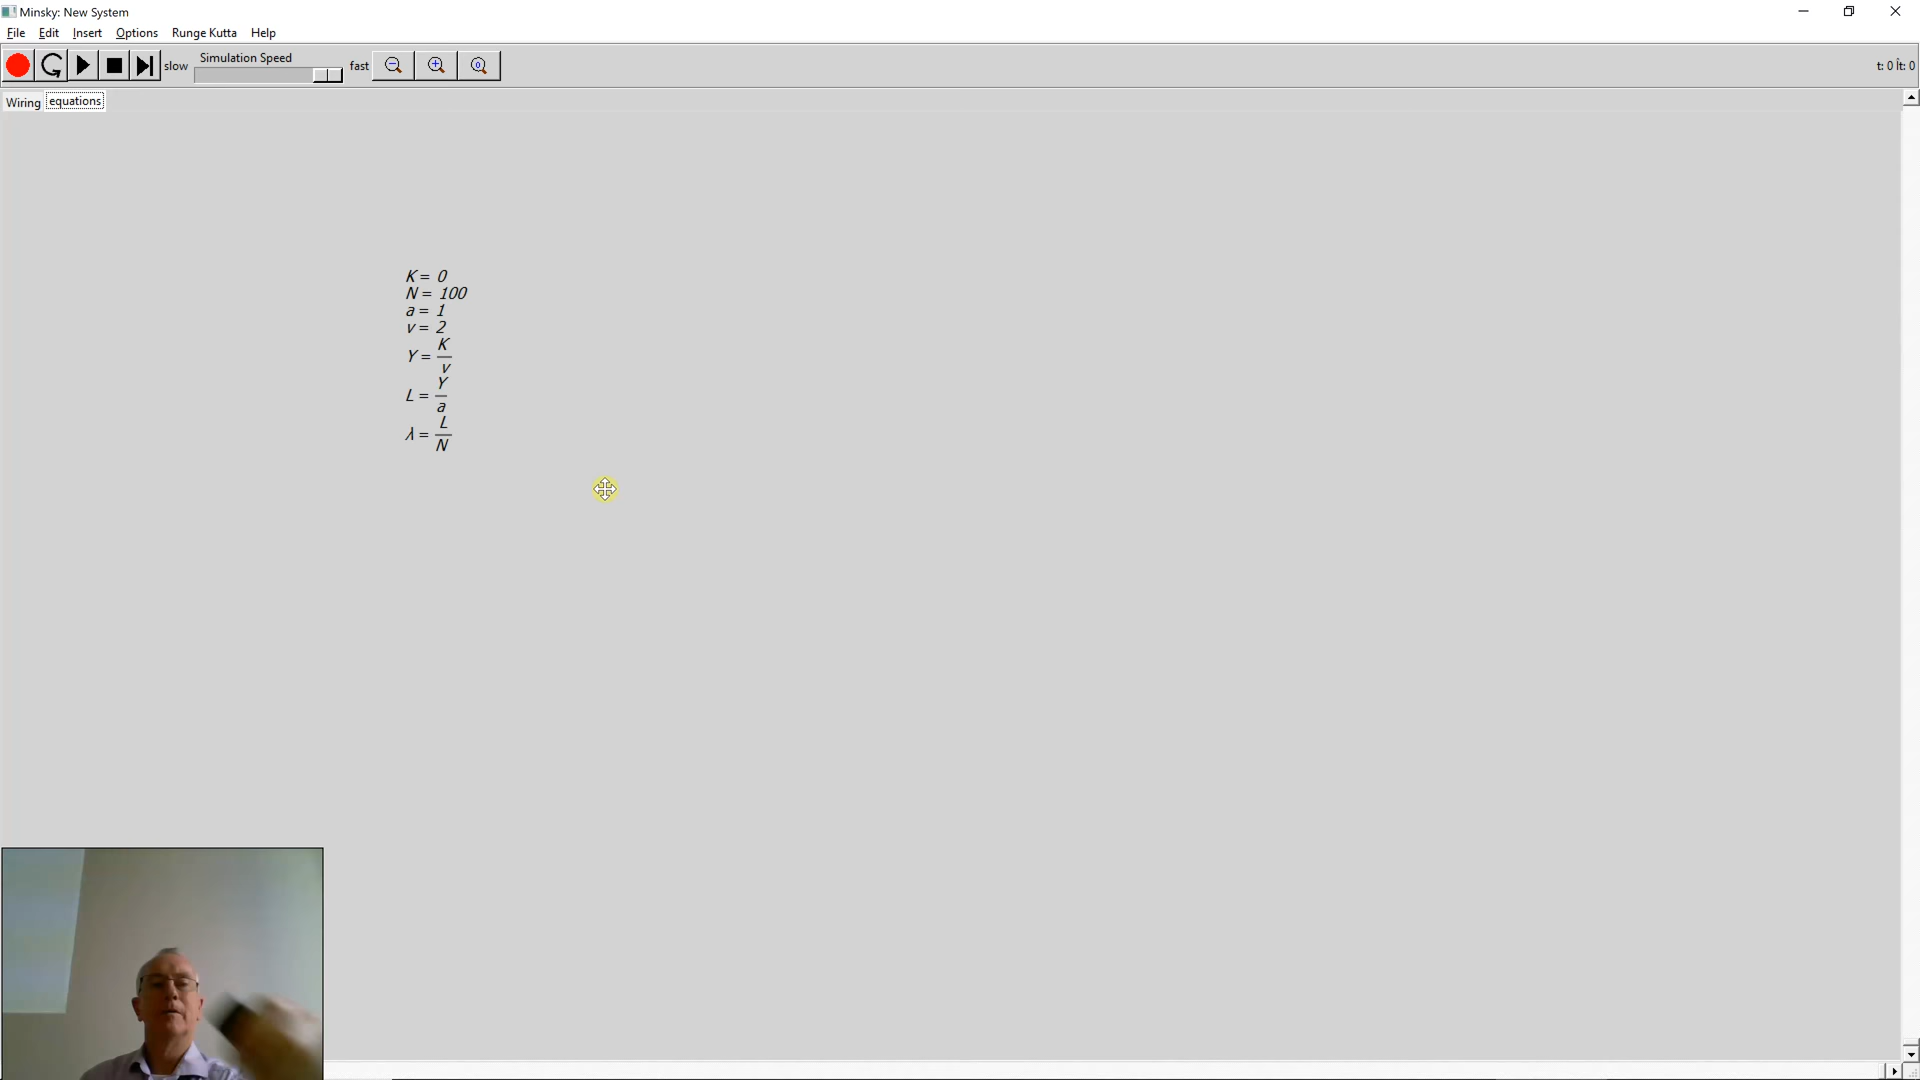 Minsky: New System
File Edit Insert Options Runge Kutta Help
slow Simulation Speed fast
t: 0 Δt: 0
Wiring equations
K = 0
N = 100
a = 1
v = 2
Y = K/v
L = Y/a
λ = L/N